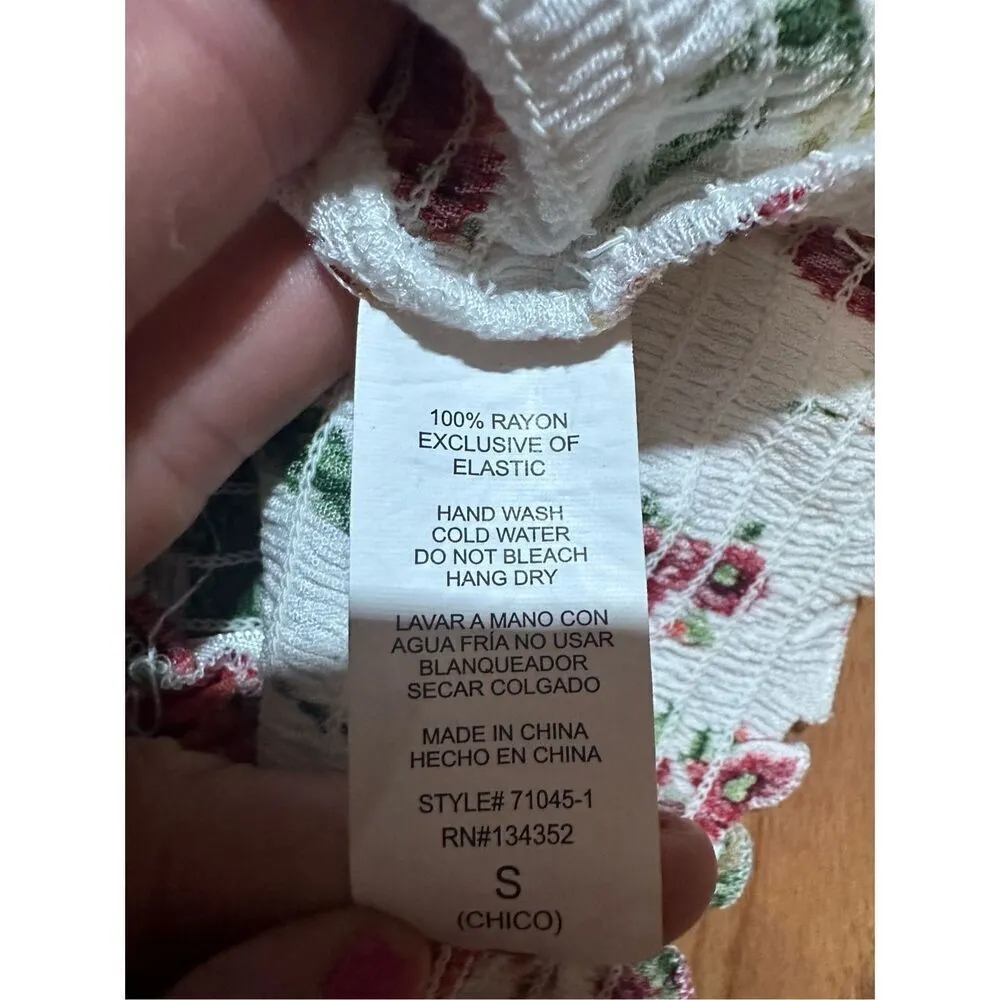 100% RAYON
EXCLUSIVE OF
ELASTIC
HAND WASH
COLD WATER
DO NOT BLEACH
HANG DRY
LAVAR A MANO CON
AGUA FRÍA NO USAR
BLANQUEADOR
SECAR COLGADO
MADE IN CHINA
HECHO EN CHINA
STYLE# 71045-1
RN#134352
S
(CHICO)